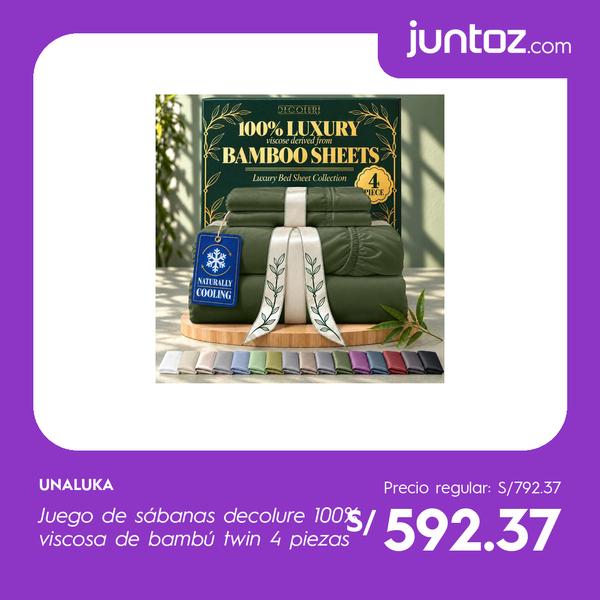 juntoz.com
DECOLURE
100% LUXURY
viscose derived from
BAMBOO SHEETS
Luxury Bed Sheet Collection
4
PIECE
NATURALLY
COOLING
UNALUKA
Precio regular: S/792.37
Juego de sábanas decolure 100%
viscosa de bambú twin 4 piezas
S/ 592.37